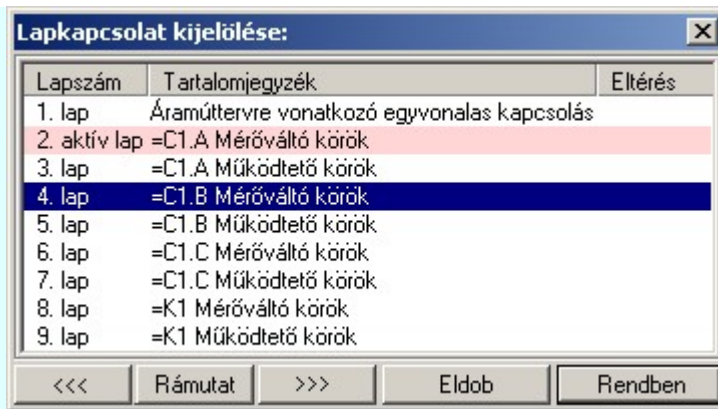 Lapkapcsolat kijelölése:
Lapszám Tartalomjegyzék Eltérés
1. lap Áramúttervre vonatkozó egyvonalas kapcsolás
2. aktív lap =C1.A Mérőváltó körök
3. lap =C1.A Működtető körök
4. lap =C1.B Mérőváltó körök
5. lap =C1.B Működtető körök
6. lap =C1.C Mérőváltó körök
7. lap =C1.C Működtető körök
8. lap =K1 Mérőváltó körök
9. lap =K1 Működtető körök
<<< Rámutat >>> Eldob Rendben